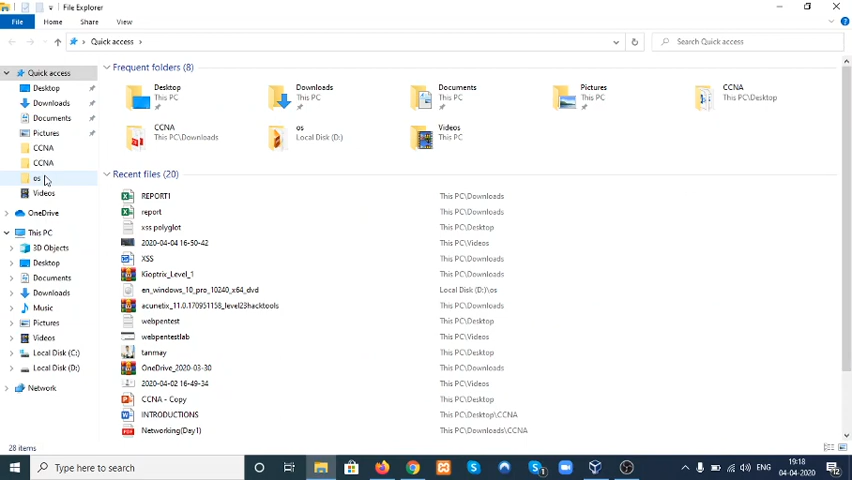 File Explorer
File Home Share View
Quick access Search Quick access
Quick access
Desktop
Downloads
Documents
Pictures
CCNA
CCNA
os
Videos
OneDrive
This PC
3D Objects
Desktop
Documents
Downloads
Music
Pictures
Videos
Local Disk (C:)
Local Disk (D:)
Network
Frequent folders (8)
Desktop
This PC
Downloads
This PC
Documents
This PC
Pictures
This PC
CCNA
This PC\Desktop
CCNA
This PC\Downloads
os
Local Disk (D:)
Videos
This PC
Recent files (20)
REPORT1 This PC\Downloads
report This PC\Downloads
xss polyglot This PC\Desktop
2020-04-04 16-50-42 This PC\Videos
XSS This PC\Downloads
Kioptrix_Level_1 This PC\Downloads
en_windows_10_pro_10240_x64_dvd Local Disk (D:)\os
acunetix_11.0.170951158_level23hacktools This PC\Downloads
webpentest This PC\Desktop
webpentestlab This PC\Videos
tanmay This PC\Desktop
OneDrive_2020-03-30 This PC\Downloads
2020-04-02 16-49-34 This PC\Videos
CCNA - Copy This PC\Desktop
INTRODUCTIONS This PC\Desktop\CCNA
Networking(Day1) This PC\Downloads\CCNA
28 items
Type here to search
ENG
19:18
04-04-2020